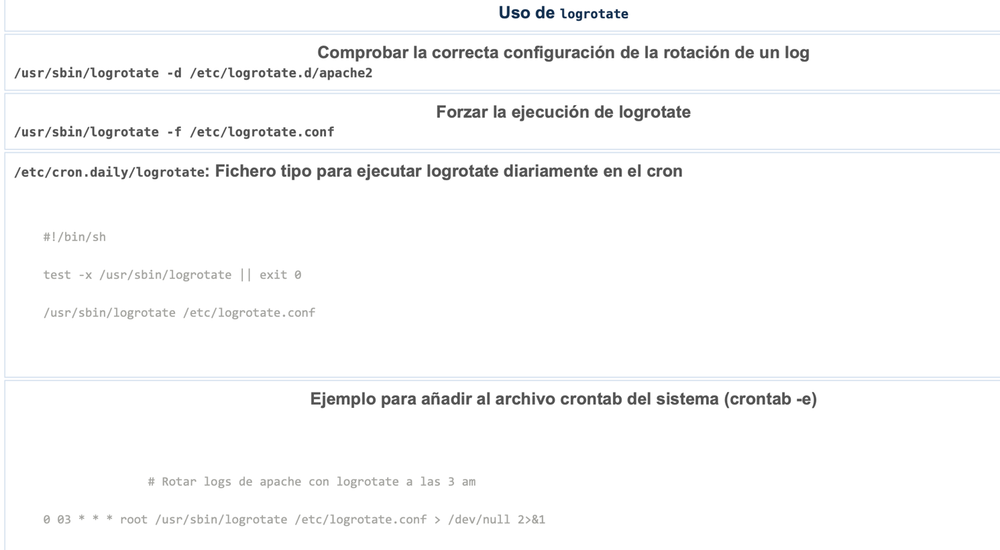 Uso de logrotate
Comprobar la correcta configuración de la rotación de un log
/usr/sbin/logrotate -d /etc/logrotate.d/apache2
Forzar la ejecución de logrotate
/usr/sbin/logrotate -f /etc/logrotate.conf
/etc/cron.daily/logrotate: Fichero tipo para ejecutar logrotate diariamente en el cron
#!/bin/sh
test -x /usr/sbin/logrotate || exit 0
/usr/sbin/logrotate /etc/logrotate.conf
Ejemplo para añadir al archivo crontab del sistema (crontab -e)
# Rotar logs de apache con logrotate a las 3 am
0 03 * * * root /usr/sbin/logrotate /etc/logrotate.conf > /dev/null 2>&1